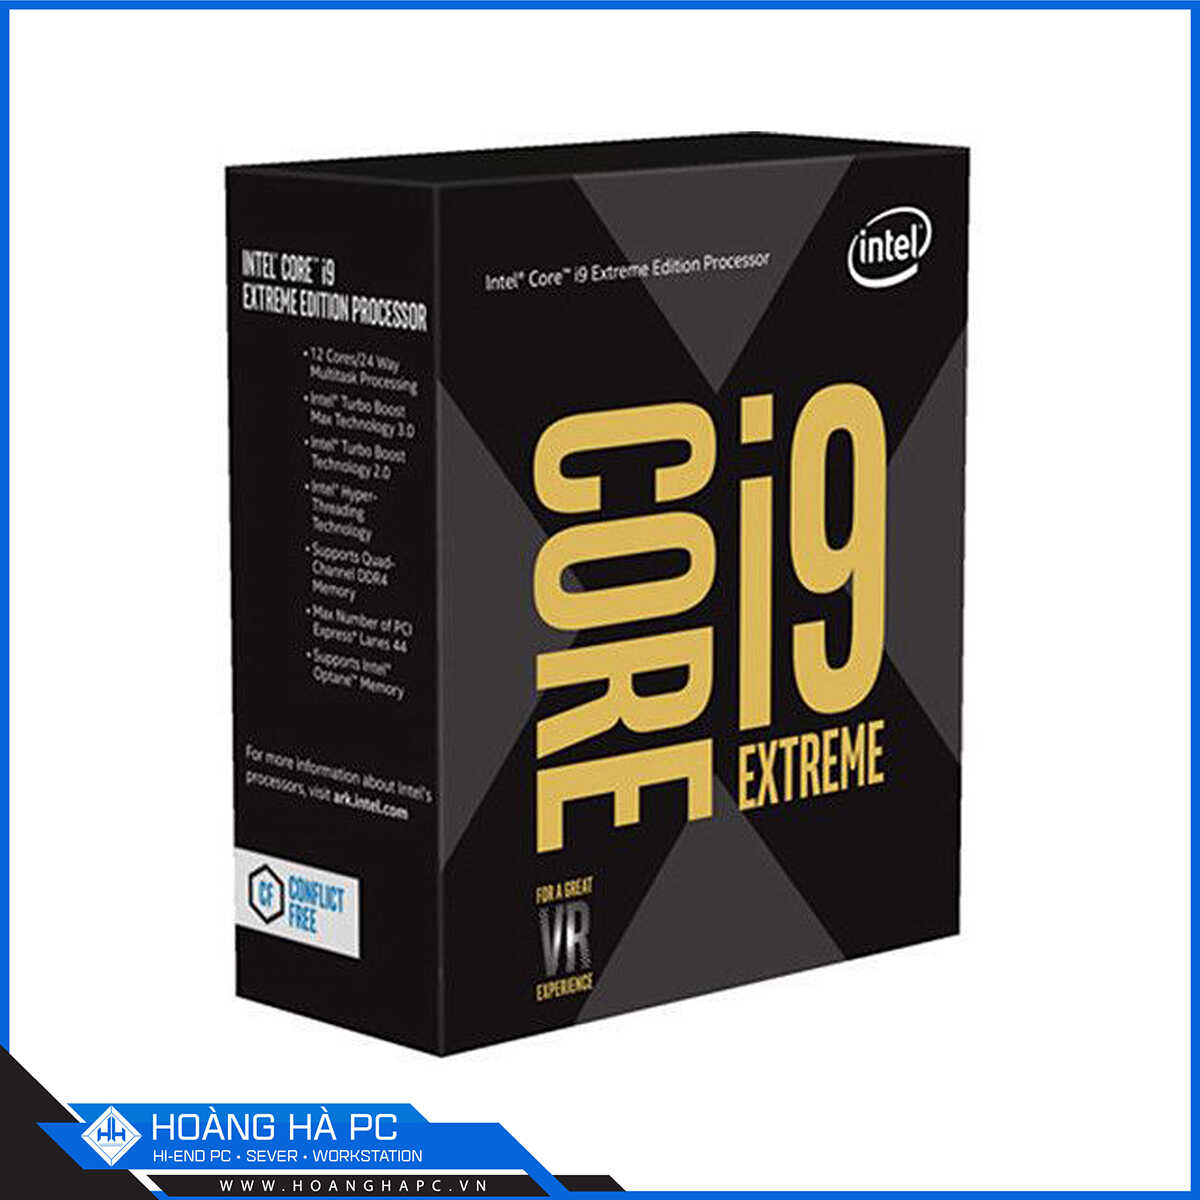 INTEL® CORE™ i9
EXTREME EDITION PROCESSOR
• 12 Cores/24 Way
Multitask Processing
• Intel® Turbo Boost
Max Technology 3.0
• Intel® Turbo Boost
Technology 2.0
• Intel® Hyper-
Threading
Technology
• Supports Quad-
Channel DDR4
Memory
• Max Number of PCI
Express® Lanes 44
• Supports Intel®
Optane™ Memory
For more information about Intel's
processors, visit ark.intel.com
CF
CONFLICT
FREE
Intel® Core™ i9 Extreme Edition Processor
intel
CORE
i9
EXTREME
FOR A GREAT
VR
EXPERIENCE
HH
HOÀNG HÀ PC
HI-END PC • SEVER • WORKSTATION
WWW.HOANGHAPC.VN